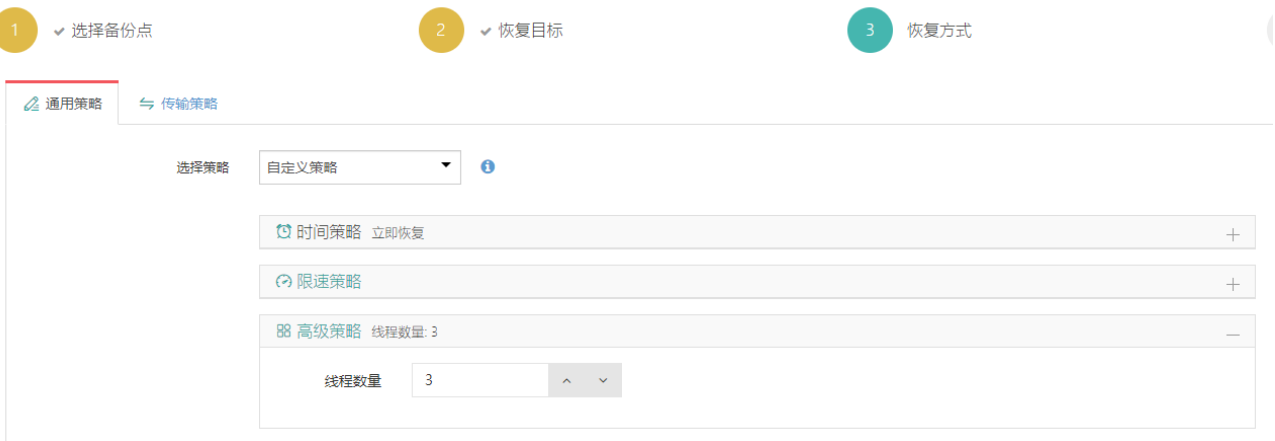 1 选择备份点 2 恢复目标 3 恢复方式
通用策略 传输策略
选择策略 自定义策略
时间策略 立即恢复
限速策略
高级策略 线程数量: 3
线程数量 3